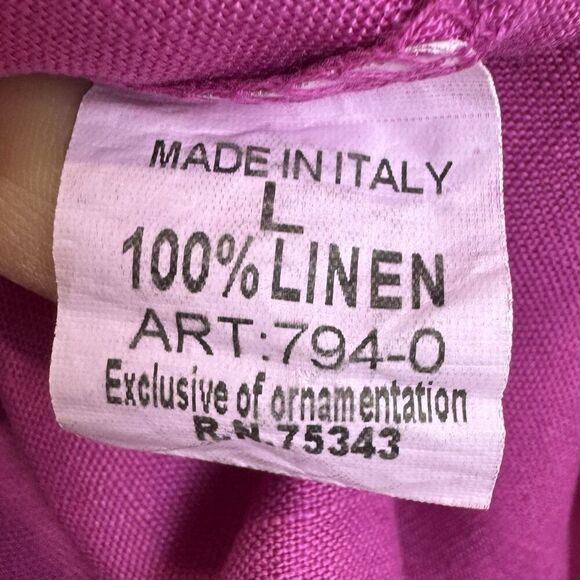 MADE IN ITALY
L
100% LINEN
ART:794-0
Exclusive of ornamentation
R.N.75343